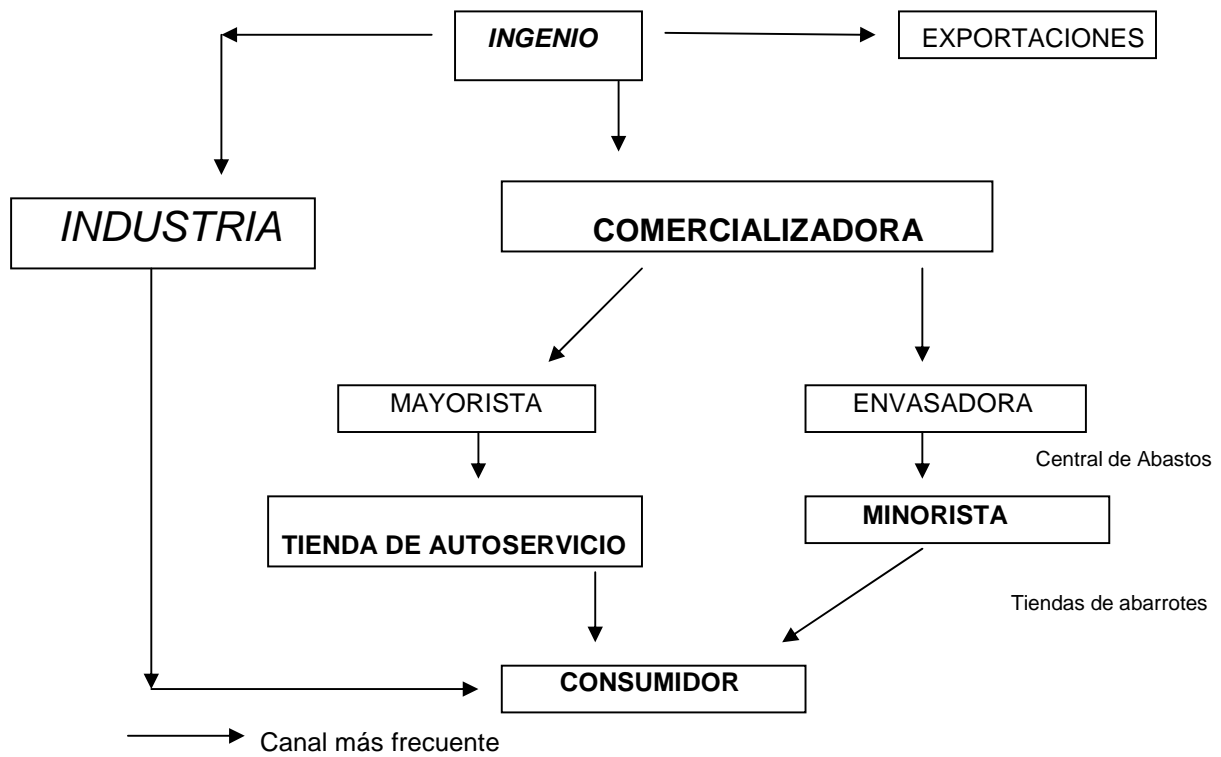 INGENIO
EXPORTACIONES
INDUSTRIA
COMERCIALIZADORA
MAYORISTA
ENVASADORA
Central de Abastos
TIENDA DE AUTOSERVICIO
MINORISTA
Tiendas de abarrotes
CONSUMIDOR
Canal más frecuente